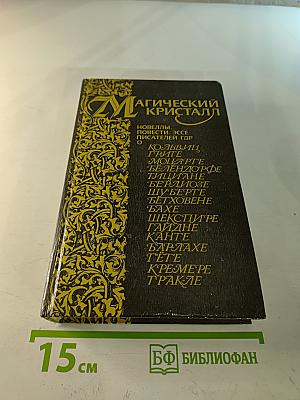 МАГИЧЕСКИЙ
КРИСТАЛЛ
НОВЕЛЛЫ,
ПОВЕСТИ, ЭССЕ
ПИСАТЕЛЕЙ ГДР
О
КОЛЬВИЦ
ГРИГЕ
МОЦАРТЕ
БЕЛЕНДОРФЕ
ТИЦИАНЕ
БЕРЛИОЗЕ
ШУБЕРТЕ
БЕТХОВЕНЕ
БАХЕ
ШЕКСПИРЕ
ГАЙДНЕ
КАНТЕ
БАРЛАХЕ
ГЁТЕ
КРЕМЕРЕ
ТРАКЛЕ
15 см
БФ БИБЛИОФАН